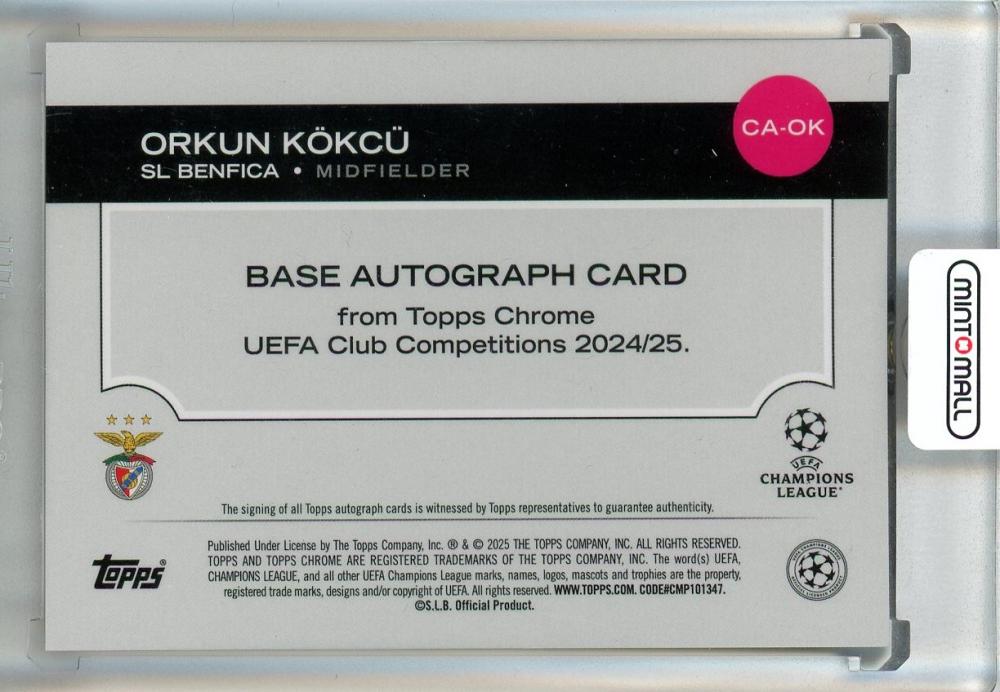 ORKUN KÖKCÜ
SL BENFICA • MIDFIELDER
CA-OK
BASE AUTOGRAPH CARD
from Topps Chrome
UEFA Club Competitions 2024/25.
UEFA
CHAMPIONS
LEAGUE®
The signing of all Topps autograph cards is witnessed by Topps representatives to guarantee authenticity.
Topps®
Published Under License by The Topps Company, Inc. ® & © 2025 THE TOPPS COMPANY, INC. ALL RIGHTS RESERVED.
TOPPS AND TOPPS CHROME ARE REGISTERED TRADEMARKS OF THE TOPPS COMPANY, INC. The word(s) UEFA,
CHAMPIONS LEAGUE, and all other UEFA Champions League marks, names, logos, mascots and trophies are the property,
registered trade marks, designs and/or copyright of UEFA. All rights reserved. WWW.TOPPS.COM. CODE#CMP101347.
©S.L.B. Official Product.
MINTOMALL